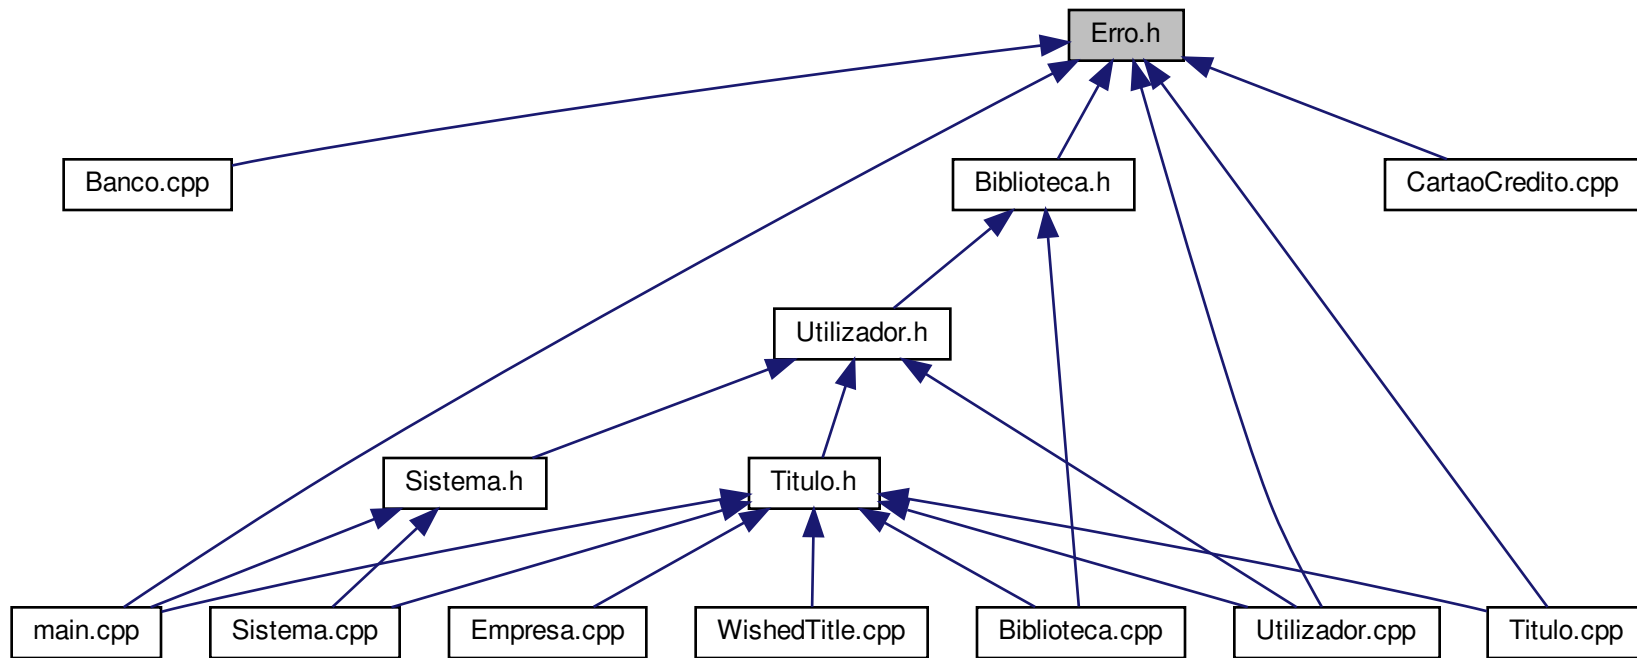 Erro.h
Banco.cpp
Biblioteca.h
CartaoCredito.cpp
Utilizador.h
Sistema.h
Titulo.h
main.cpp
Sistema.cpp
Empresa.cpp
WishedTitle.cpp
Biblioteca.cpp
Utilizador.cpp
Titulo.cpp